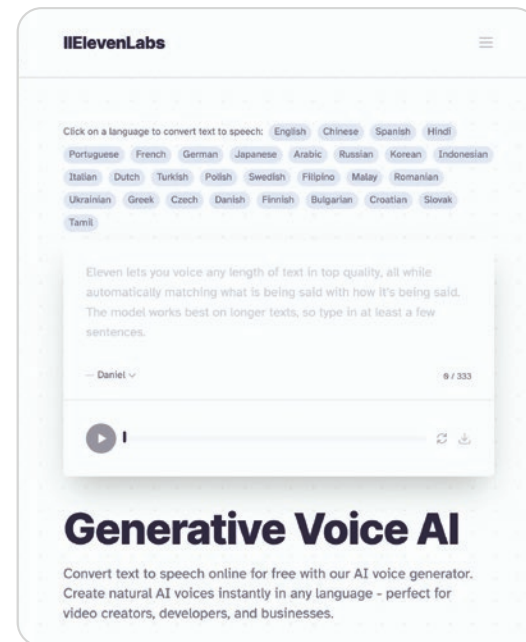 IIElevenLabs
Click on a language to convert text to speech: English Chinese Spanish Hindi
Portuguese French German Japanese Arabic Russian Korean Indonesian
Italian Dutch Turkish Polish Swedish Filipino Malay Romanian
Ukrainian Greek Czech Danish Finnish Bulgarian Croatian Slovak
Tamil
Eleven lets you voice any length of text in top quality, all while
automatically matching what is being said with how it's being said.
The model works best on longer texts, so type in at least a few
sentences.
— Daniel
0 / 333
Generative Voice AI
Convert text to speech online for free with our AI voice generator.
Create natural AI voices instantly in any language - perfect for
video creators, developers, and businesses.